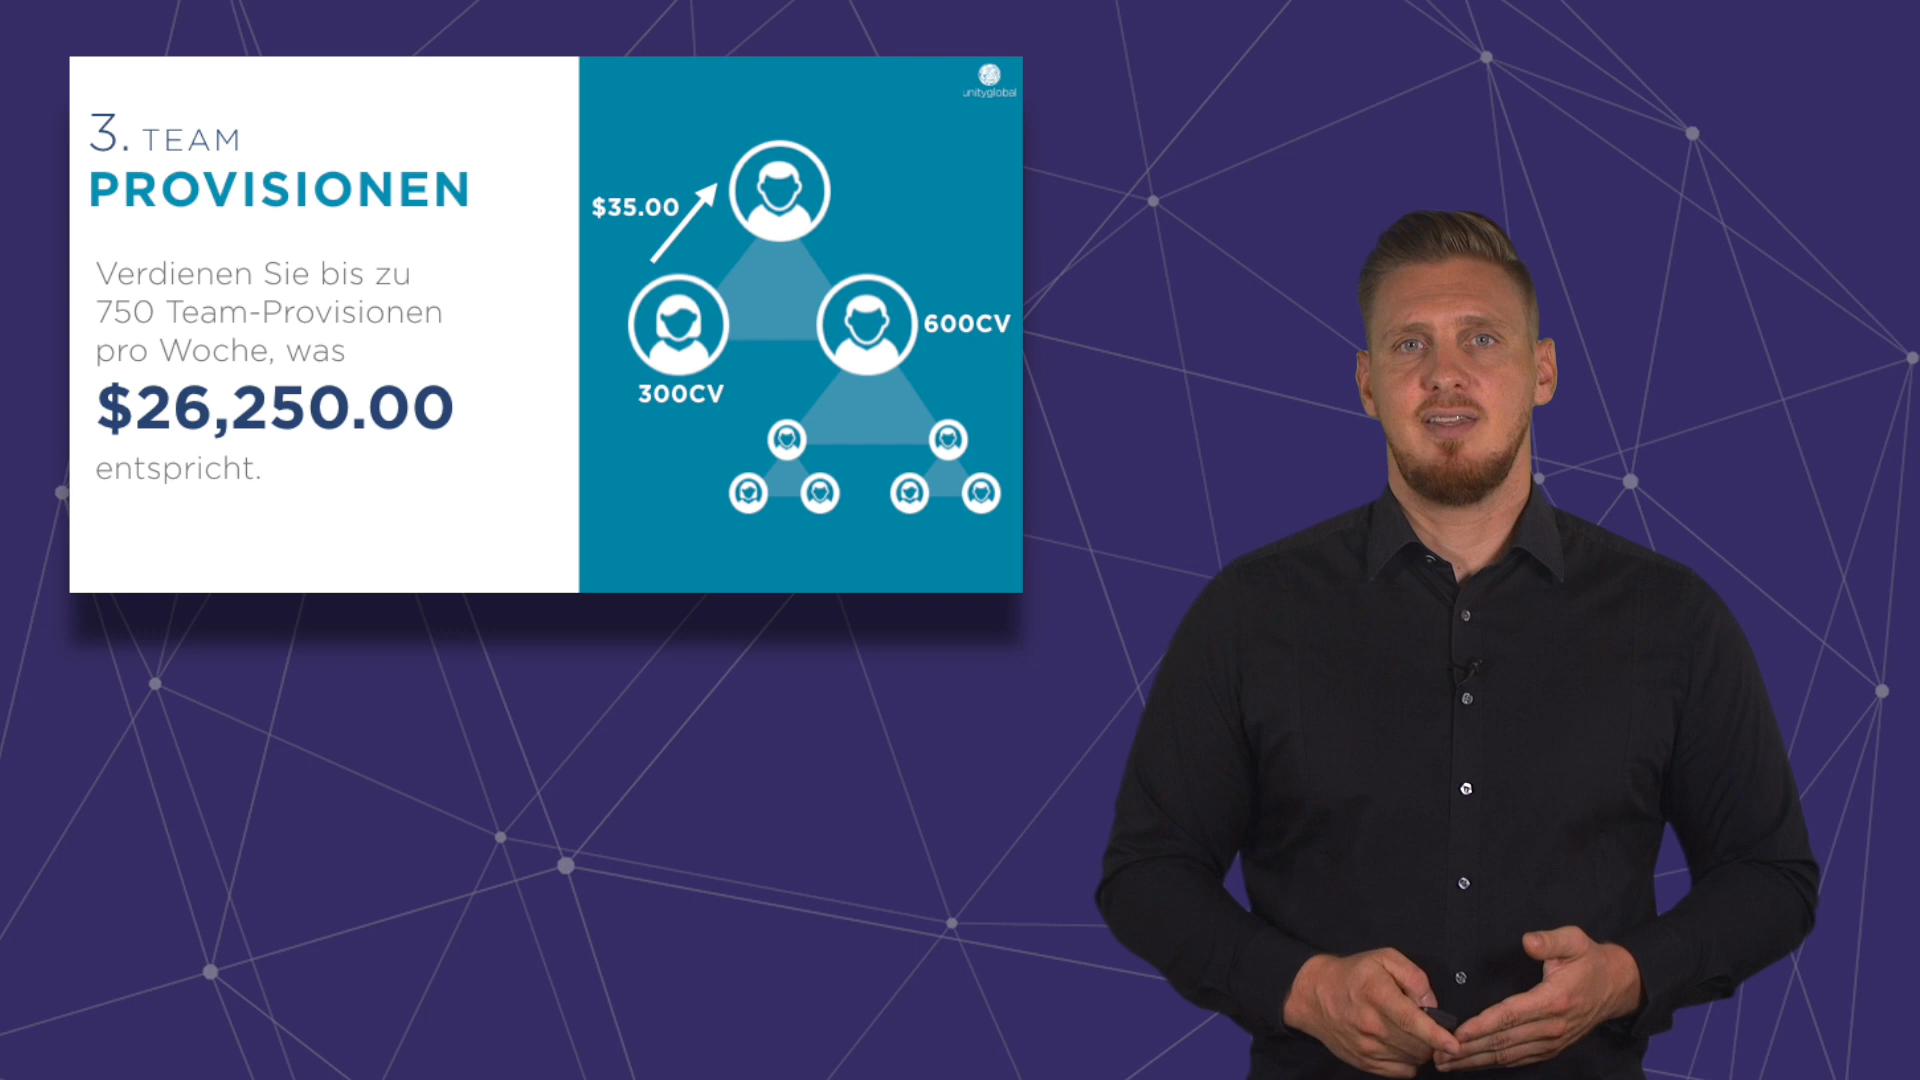 3. TEAM
PROVISIONEN
Verdienen Sie bis zu
750 Team-Provisionen
pro Woche, was
$26,250.00
entspricht.
unityglobal
$35.00
600CV
300CV